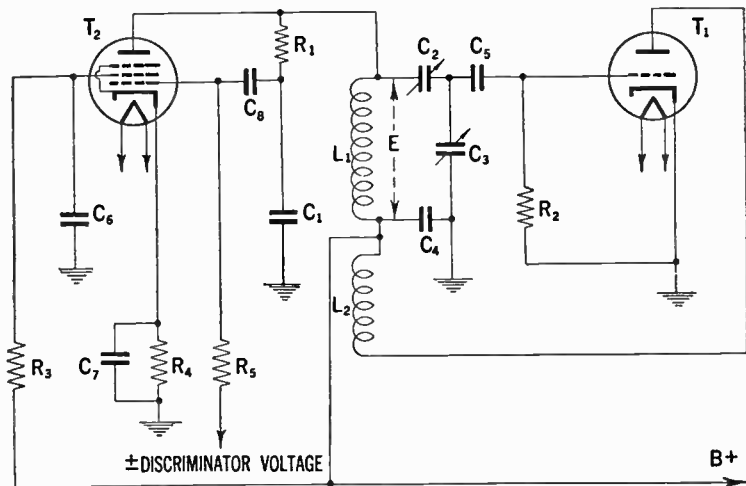 T₂
R₁
C₂
C₅
T₁
C₈
L₁
E
C₃
R₂
C₆
C₁
C₄
L₂
R₃
C₇
R₄
R₅
±DISCRIMINATOR VOLTAGE
B+